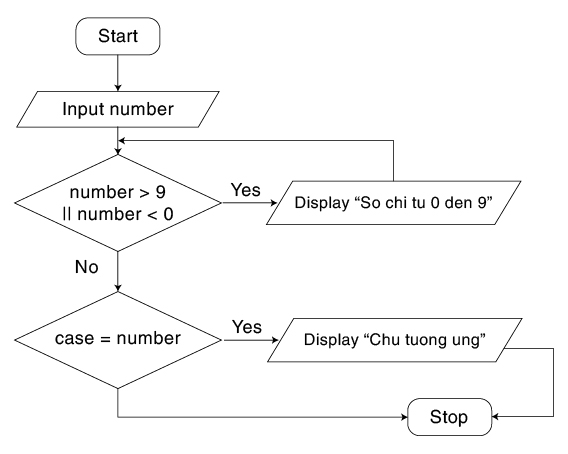 Start
Input number
number > 9
|| number < 0
Yes
Display “So chi tu 0 den 9”
No
case = number
Yes
Display “Chu tuong ung”
Stop